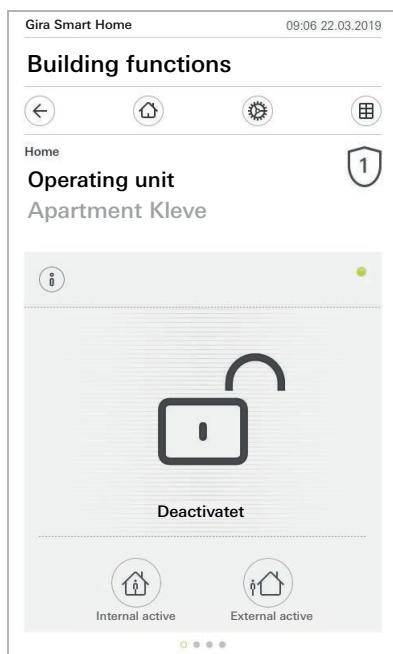 Gira Smart Home 09:06 22.03.2019
Building functions
Home
1
Operating unit
Apartment Kleve
Deactivatet
Internal active External active